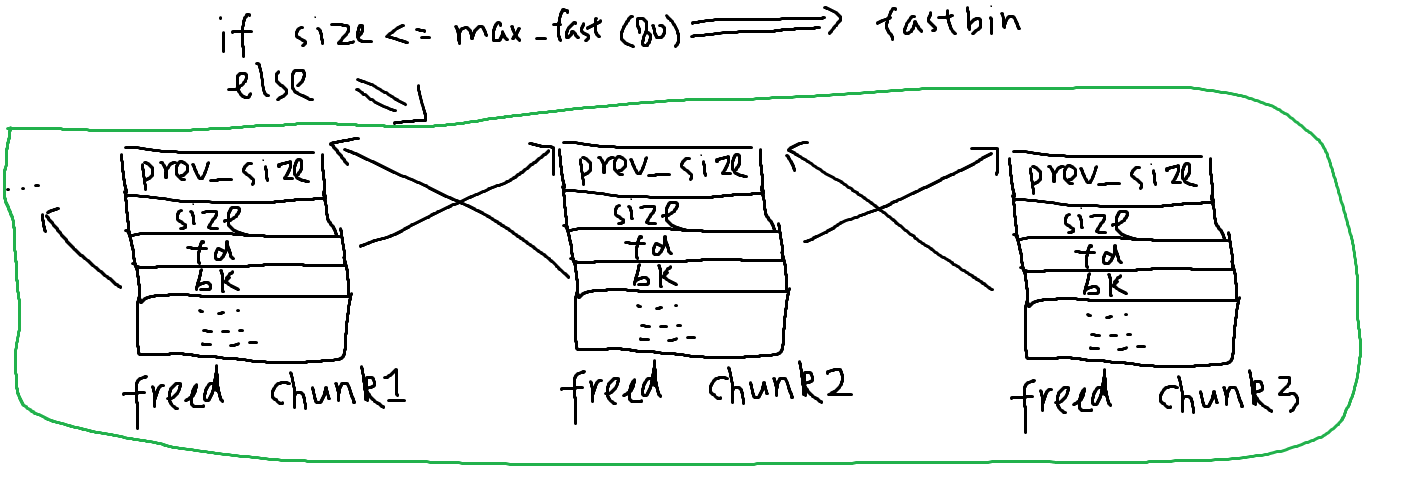 if size <= max_fast (80) ⟹ fastbin
else
...
prev_size
size
fd
bk
...
prev_size
size
fd
bk
...
prev_size
size
fd
bk
...
freed chunk1
freed chunk2
freed chunk3